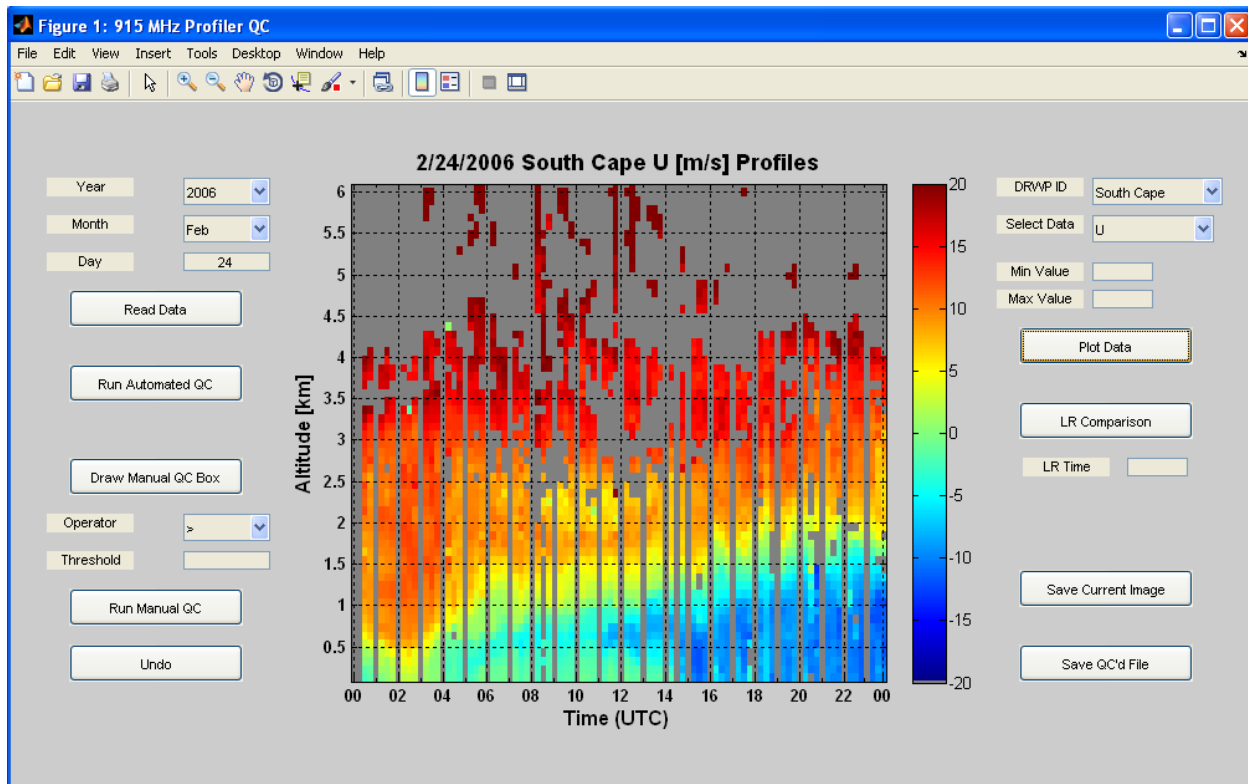 Figure 1: 915 MHz Profiler QC
File Edit View Insert Tools Desktop Window Help
Year
2006
Month
Feb
Day
24
Read Data
Run Automated QC
Draw Manual QC Box
Operator
>
Threshold
Run Manual QC
Undo
2/24/2006 South Cape U [m/s] Profiles
Altitude [km]
6
5.5
5
4.5
4
3.5
3
2.5
2
1.5
1
0.5
00 02 04 06 08 10 12 14 16 18 20 22 00
Time (UTC)
20
15
10
5
0
-5
-10
-15
-20
DRWP ID
South Cape
Select Data
U
Min Value
Max Value
Plot Data
LR Comparison
LR Time
Save Current Image
Save QC'd File